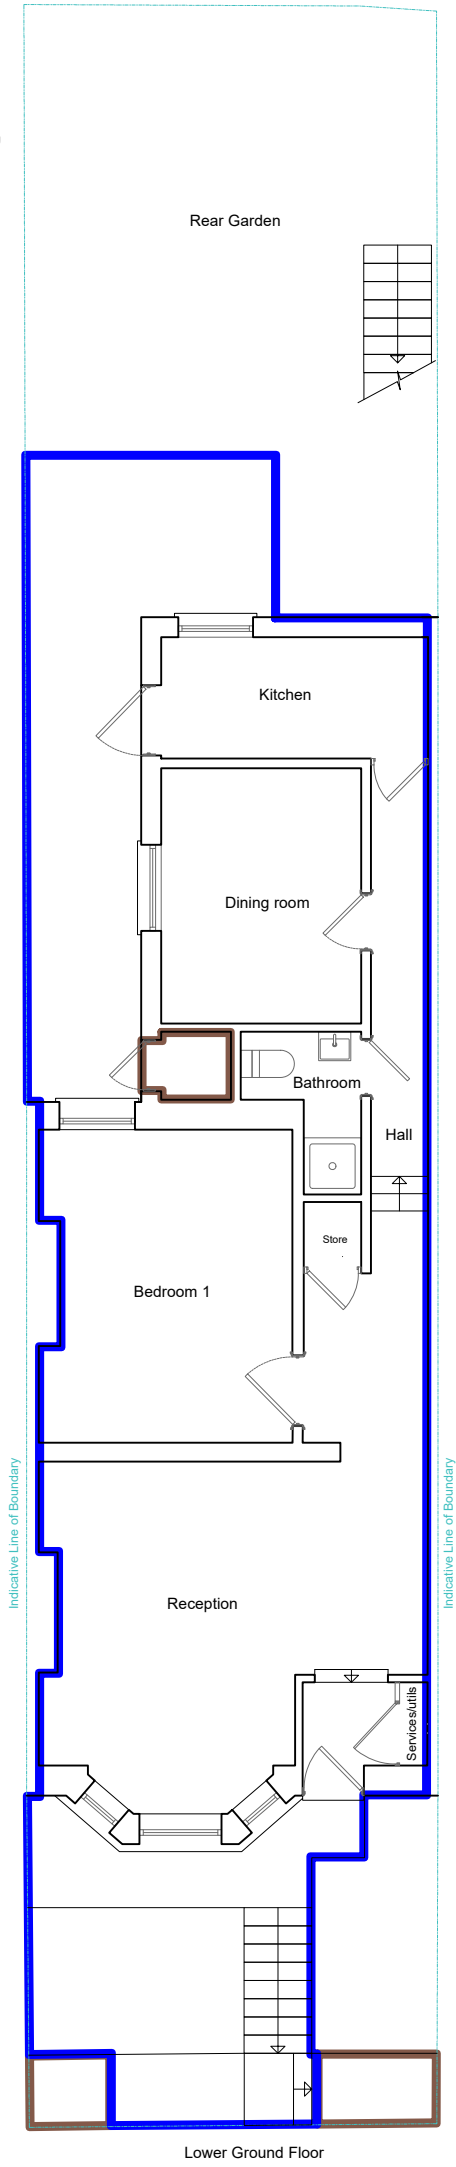 Rear Garden
Kitchen
Dining room
Bathroom
Hall
Store
Bedroom 1
Indicative Line of Boundary
Indicative Line of Boundary
Reception
Services/utils
Lower Ground Floor